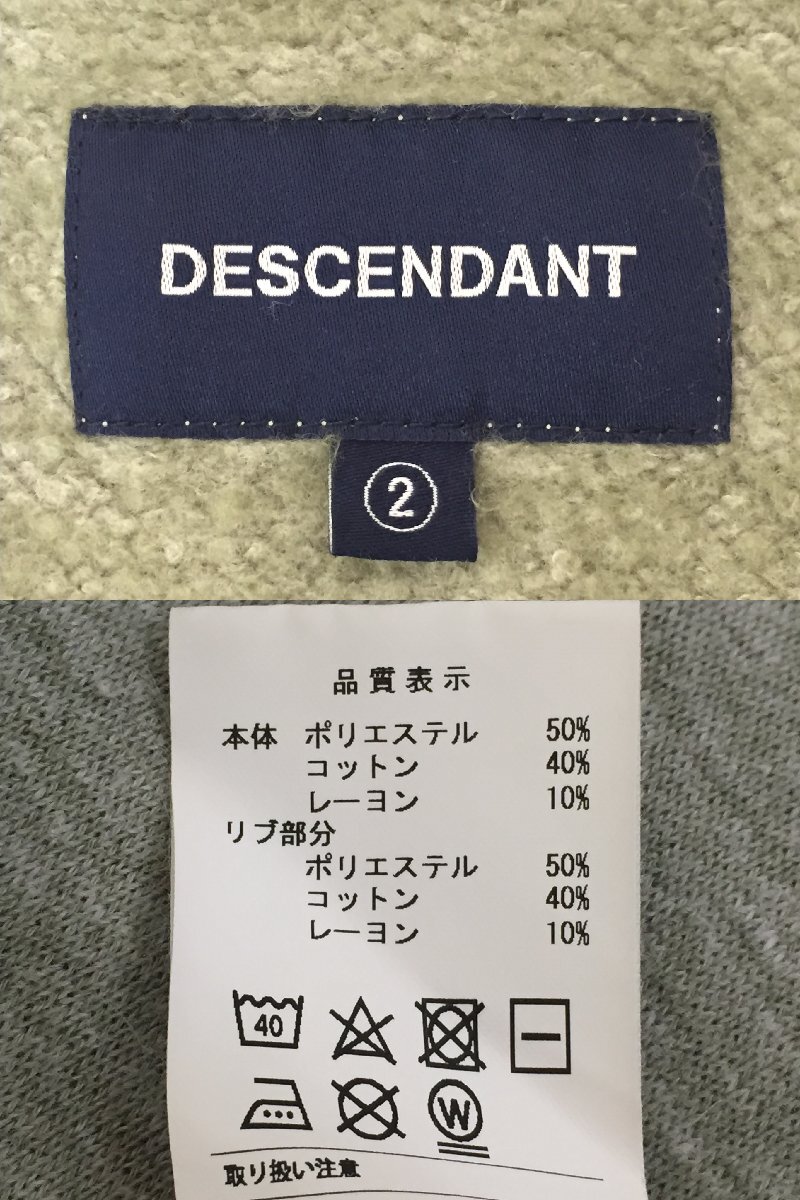 DESCENDANT
2
品質表示
本体 ポリエステル 50%
コットン 40%
レーヨン 10%
リブ部分
ポリエステル 50%
コットン 40%
レーヨン 10%
40
W
取り扱い注意